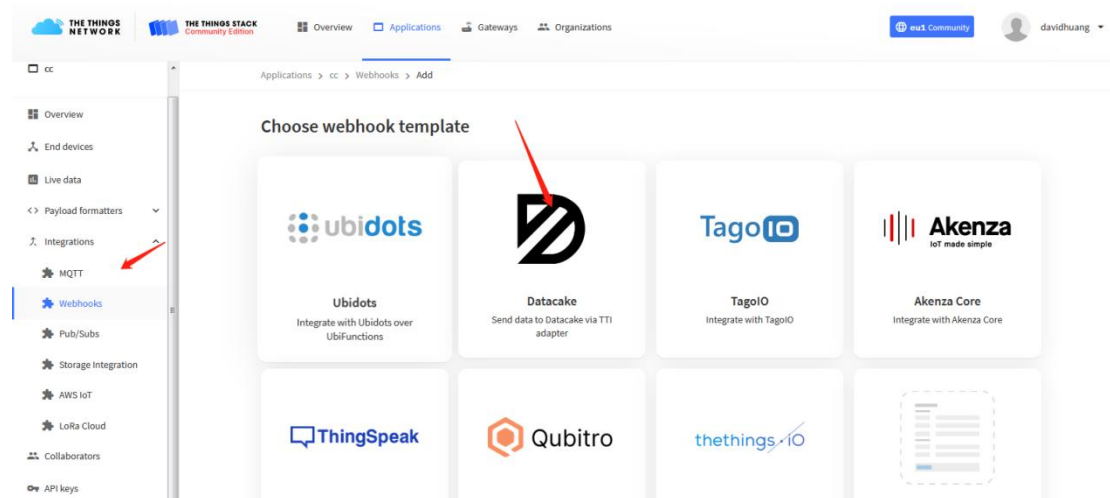 THE THINGS
NETWORK
THE THINGS STACK
Community Edition
Overview
Applications
Gateways
Organizations
eu1 Community
davidhuang
cc
Overview
End devices
Live data
Payload formatters
Integrations
MQTT
Webhooks
Pub/Subs
Storage Integration
AWS IoT
LoRa Cloud
Collaborators
API keys
Applications > cc > Webhooks > Add
Choose webhook template
ubidots
Ubidots
Integrate with Ubidots over
UbiFunctions
Datacake
Send data to Datacake via TTI
adapter
TagoIO
TagoIO
Integrate with TagoIO
Akenza
IoT made simple
Akenza Core
Integrate with Akenza Core
ThingSpeak
Qubitro
thethings.iO